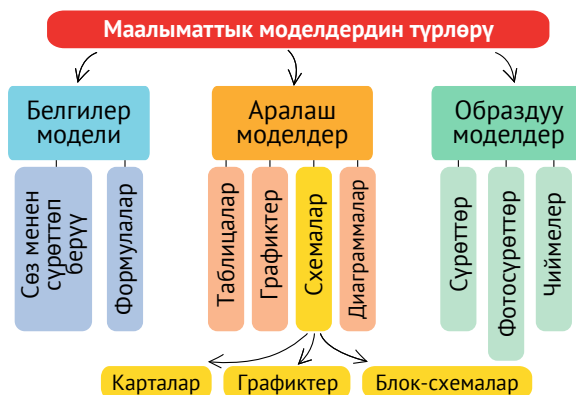 Маалыматтык моделдердин түрлөрү
Белгилер
модели
Аралаш
моделдер
Образдуу
моделдер
Сөз менен
сүрөттөп
берүү
Формулалар
Таблицалар
Графиктер
Схемалар
Диаграммалар
Сүрөттөр
Фотосүрөттөр
Чиймелер
Карталар
Графиктер
Блок-схемалар